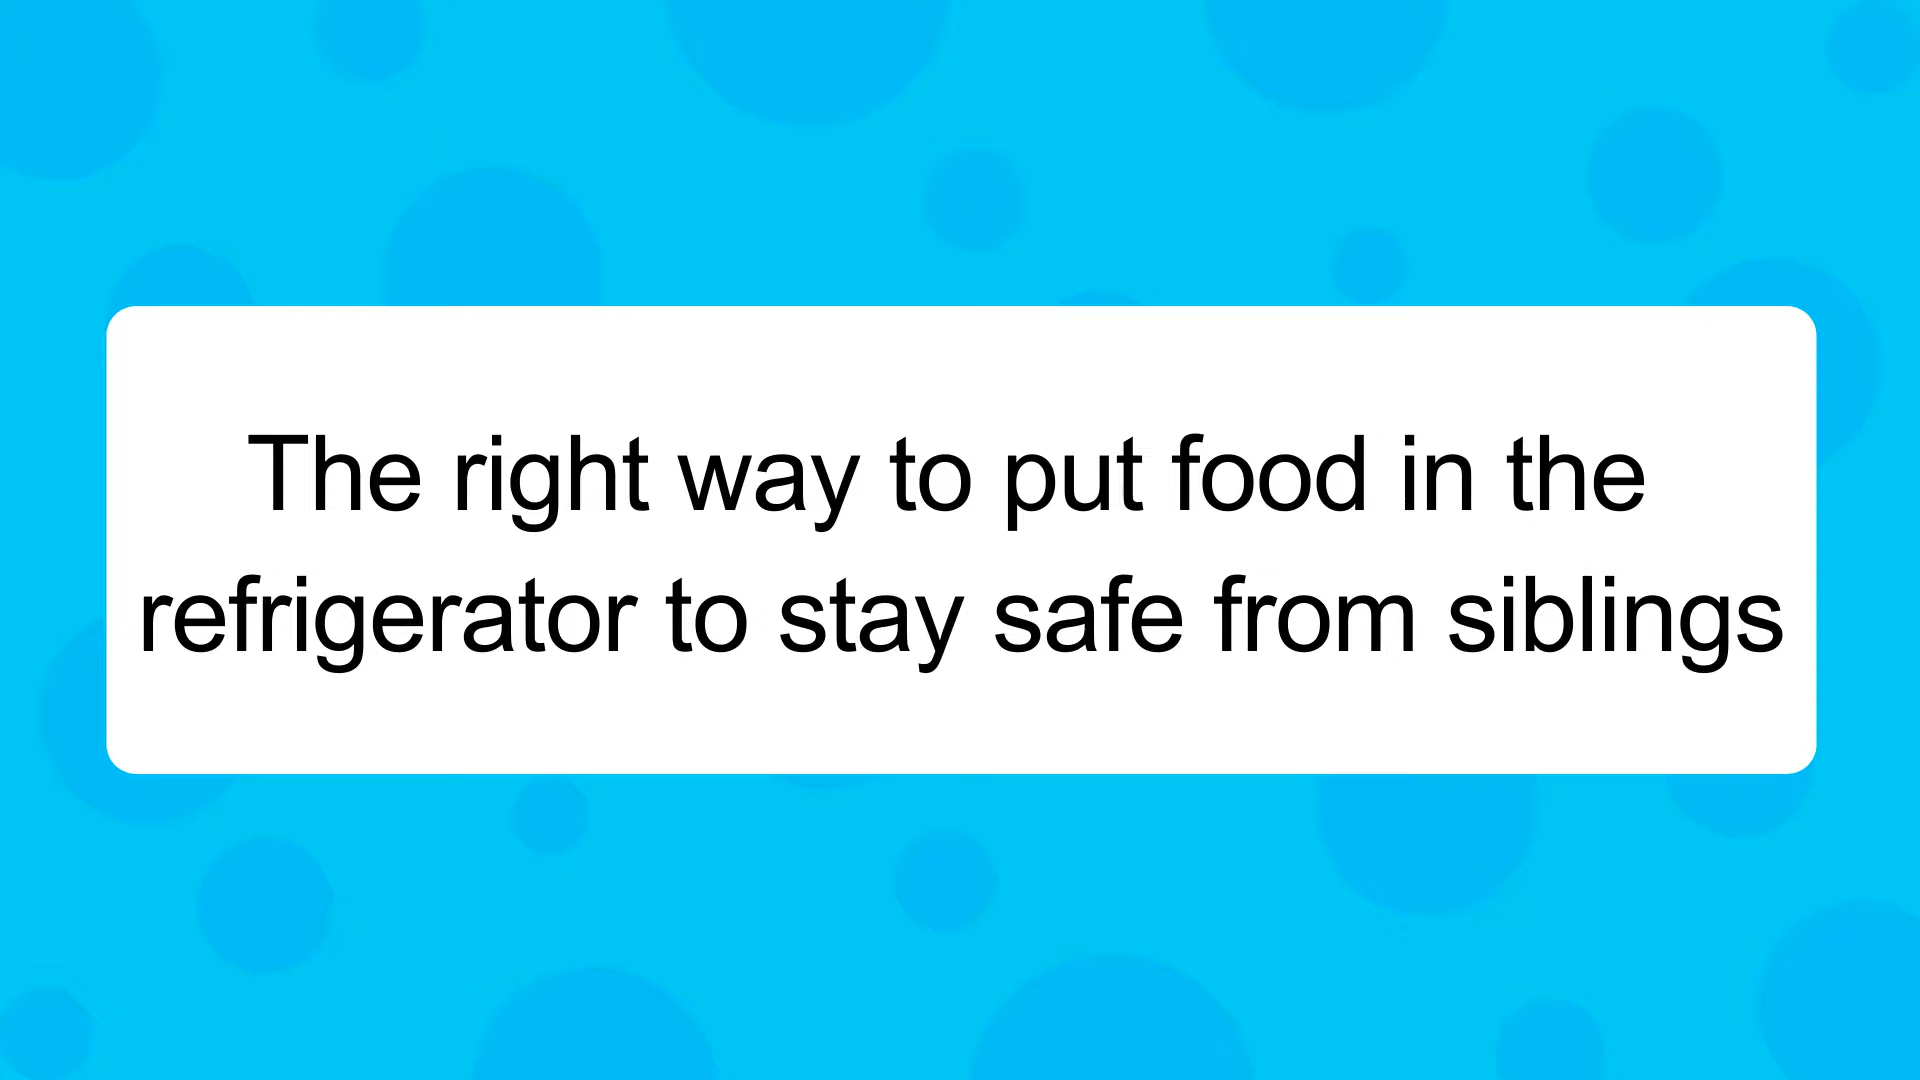 The right way to put food in the
refrigerator to stay safe from siblings